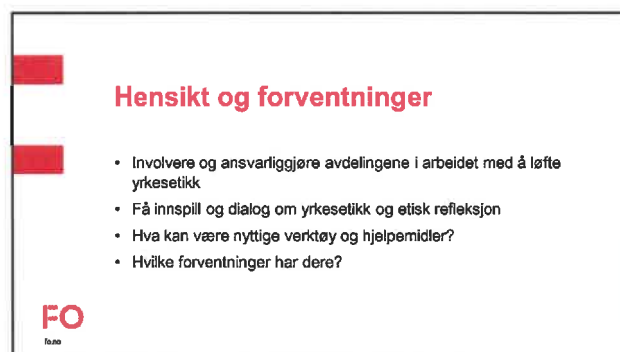 Hensikt og forventninger
• Involvere og ansvarliggjøre avdelingene i arbeidet med å løfte
yrkesetikk
• Få innspill og dialog om yrkesetikk og etisk refleksjon
• Hva kan være nyttige verktøy og hjelpemidler?
• Hvilke forventninger har dere?
FO
fo.no